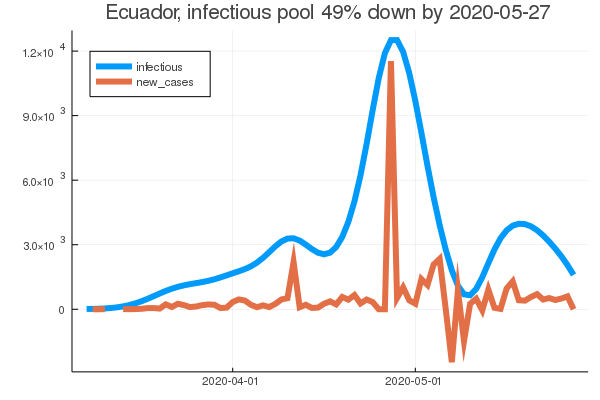 Ecuador, infectious pool 49% down by 2020-05-27
1.2×10⁴
infectious
new_cases
9.0×10³
6.0×10³
3.0×10³
0
2020-04-01 2020-05-01